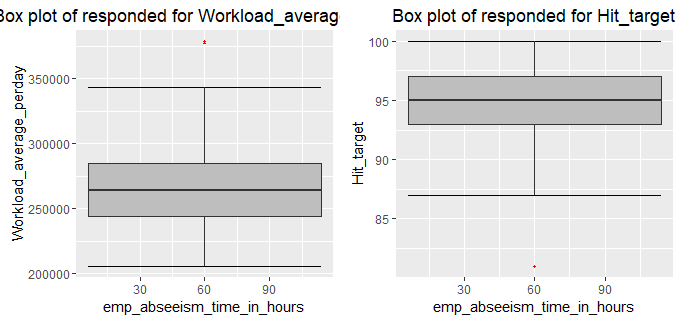 Box plot of responded for Workload_average
350000
300000
250000
200000
Workload_average_perday
30 60 90
emp_abseeism_time_in_hours
Box plot of responded for Hit_target
100
95
90
85
Hit_target
30 60 90
emp_abseeism_time_in_hours